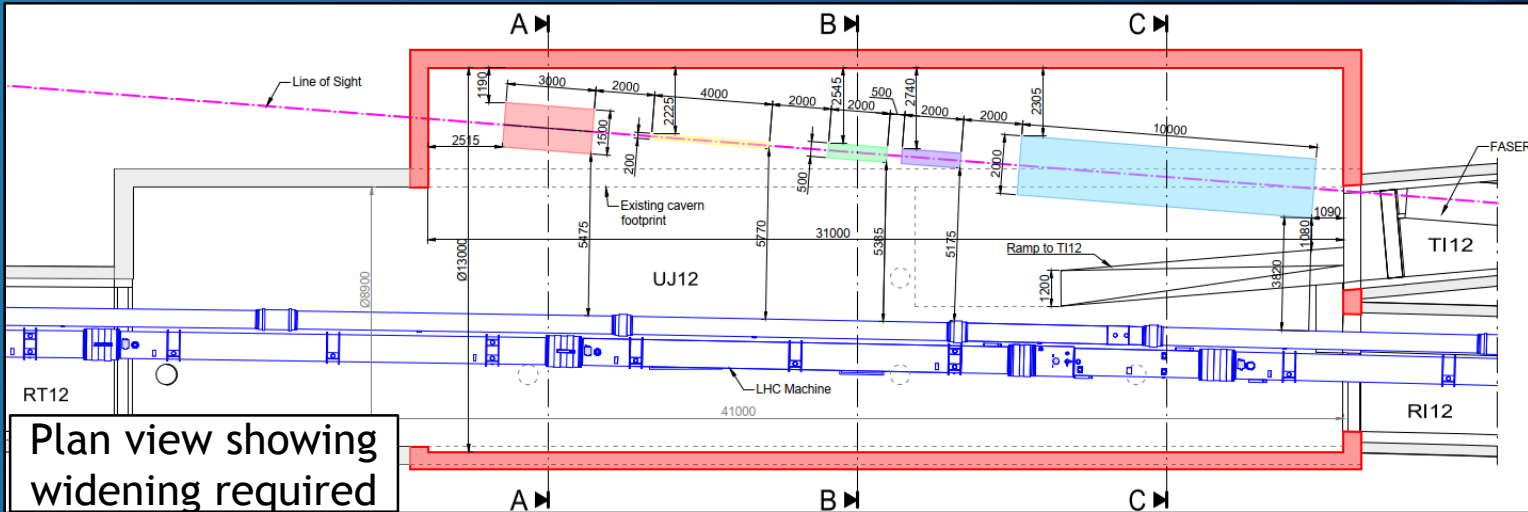 A
B
C
Line of Sight
1190
3000
2000
2225
4000
2000
2545
2000
500
2740
2000
2000
2305
10000
2515
1500
200
500
2000
FASER
Existing cavern
footprint
5475
5770
5385
5175
31000
1090
1080
3820
TI12
Ramp to TI12
1200
UJ12
Ø13000
Ø8900
LHC Machine
RT12
RI12
41000
Plan view showing
widening required
A
B
C